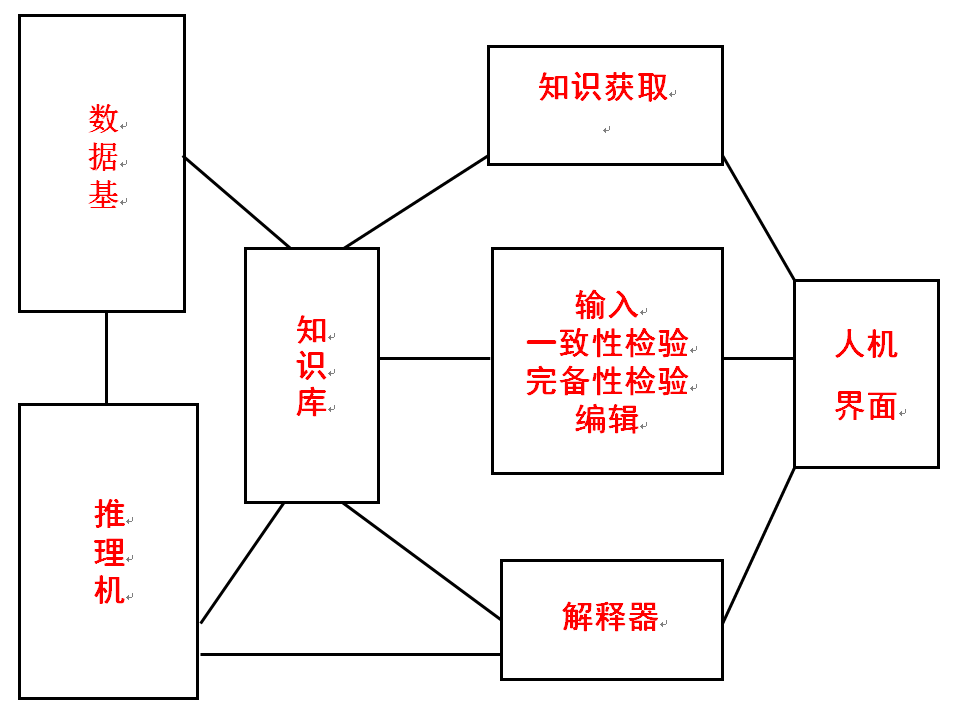 数
据
基
知识获取
知
识
库
输入
一致性检验
完备性检验
编辑
人机
界面
推
理
机
解释器